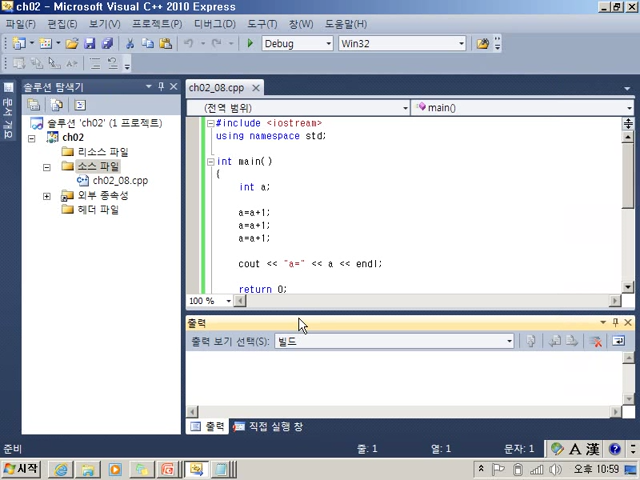 ch02 - Microsoft Visual C++ 2010 Express
파일(F) 편집(E) 보기(V) 프로젝트(P) 디버그(D) 도구(T) 창(W) 도움말(H)
Debug Win32
솔루션 탐색기
솔루션 'ch02' (1 프로젝트)
ch02
리소스 파일
소스 파일
ch02_08.cpp
외부 종속성
헤더 파일
문서 개요
ch02_08.cpp
(전역 범위) main()
#include <iostream>
using namespace std;
int main()
{
int a;
a=a+1;
a=a+1;
a=a+1;
cout << "a=" << a << endl;
return 0;
100 %
출력
출력 보기 선택(S): 빌드
출력 직접 실행 창
준비 줄: 1 열: 1 문자: 1 A 漢
시작 오후 10:59